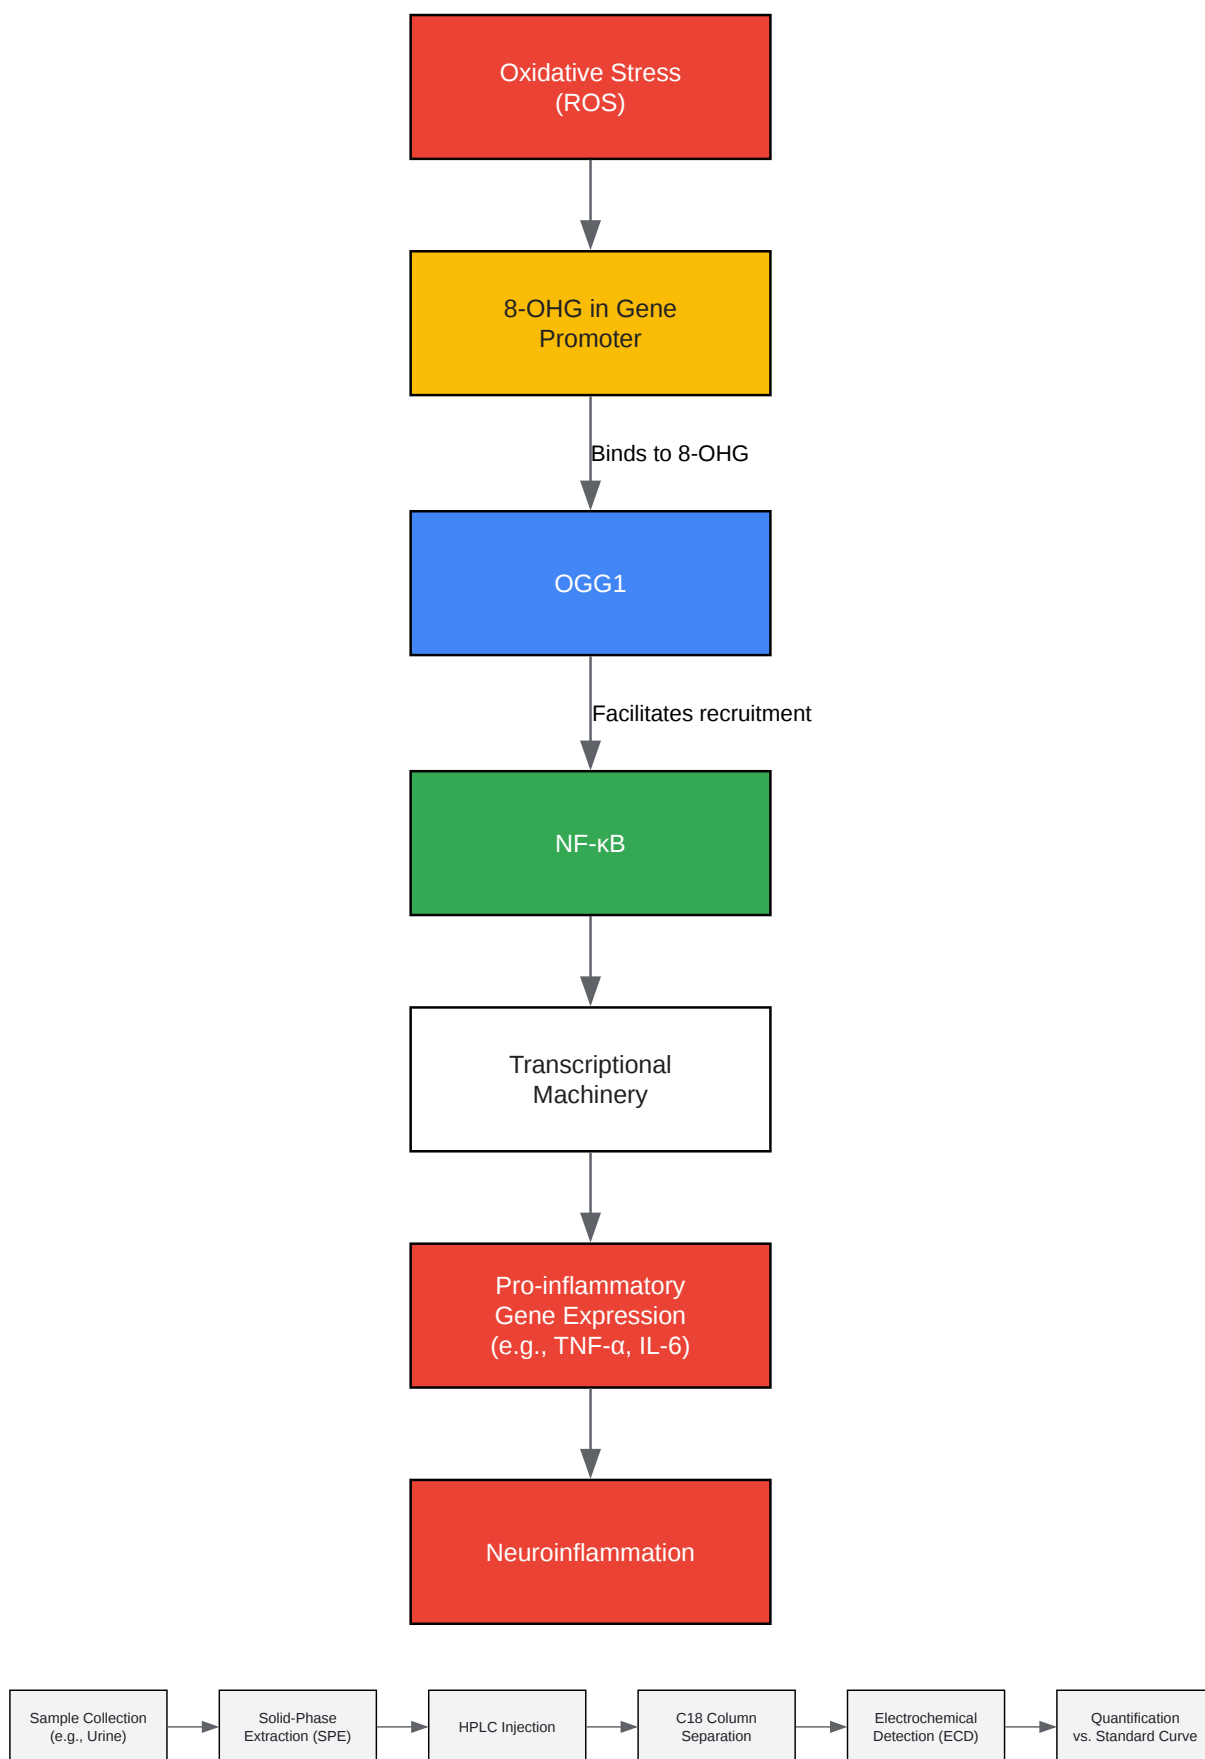 Oxidative Stress
(ROS)
8-OHG in Gene
Promoter
Binds to 8-OHG
OGG1
Facilitates recruitment
NF-κB
Transcriptional
Machinery
Pro-inflammatory
Gene Expression
(e.g., TNF-α, IL-6)
Neuroinflammation
Sample Collection
(e.g., Urine)
Solid-Phase
Extraction (SPE)
HPLC Injection
C18 Column
Separation
Electrochemical
Detection (ECD)
Quantification
vs. Standard Curve